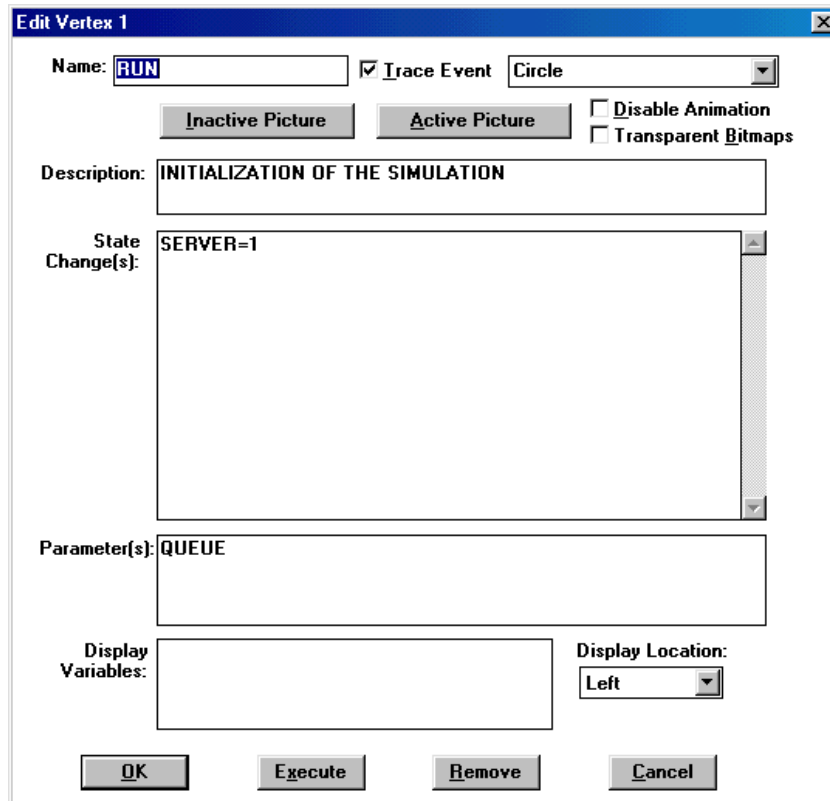 Edit Vertex 1
Name: RUN Trace Event Circle
Inactive Picture Active Picture Disable Animation
Transparent Bitmaps
Description: INITIALIZATION OF THE SIMULATION
State SERVER=1
Change(s):
Parameter(s): QUEUE
Display Display Location:
Variables: Left
OK Execute Remove Cancel